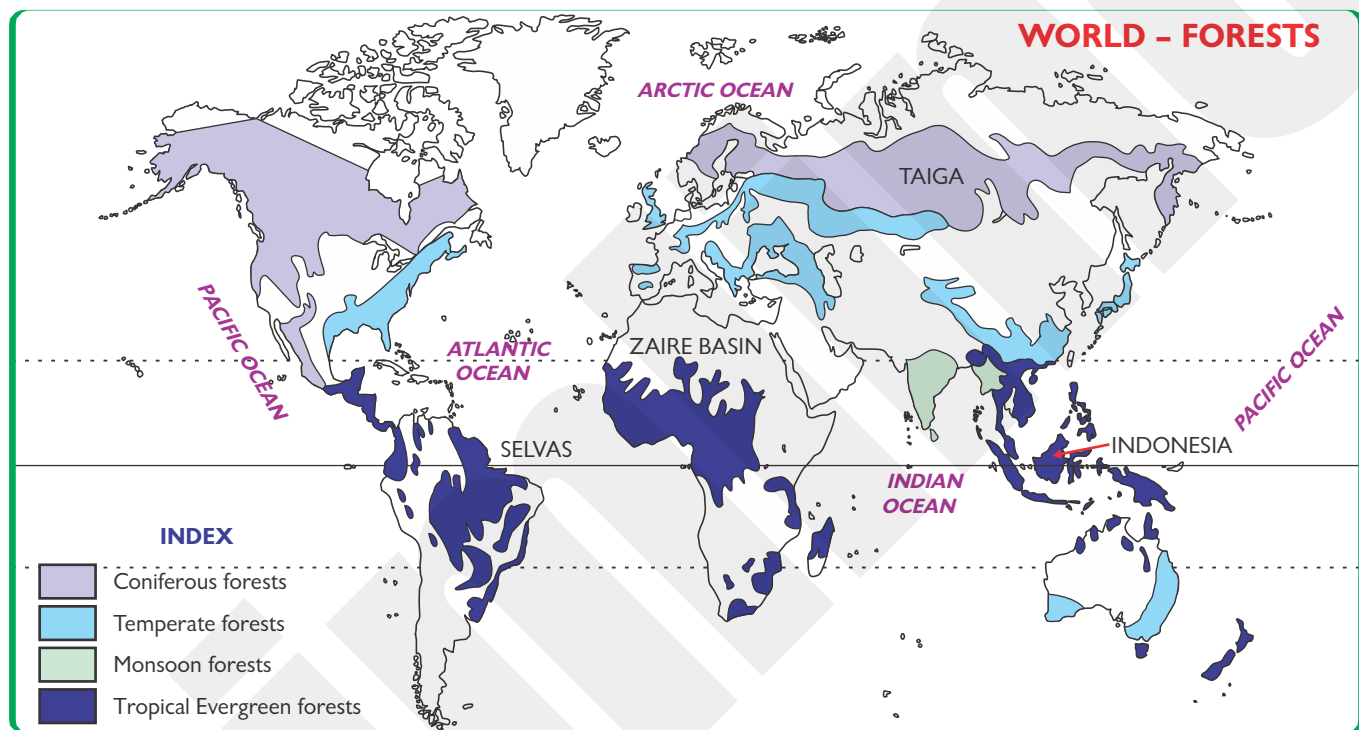 WORLD – FORESTS
ARCTIC OCEAN
TAIGA
PACIFIC OCEAN
ATLANTIC
OCEAN
ZAIRE BASIN
PACIFIC OCEAN
SELVAS
INDONESIA
INDIAN
OCEAN
INDEX
Coniferous forests
Temperate forests
Monsoon forests
Tropical Evergreen forests